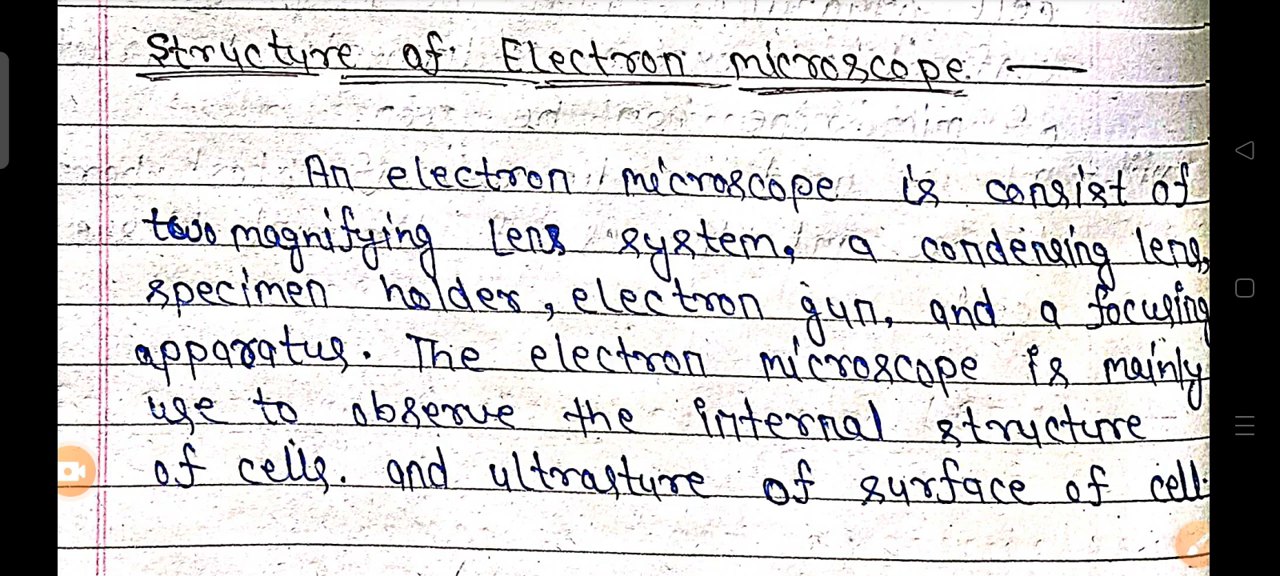 Structure of Electron microscope. —
An electron microscope is consist of
two magnifying Lens system, a condensing lens,
specimen holder, electron gun, and a focusing
apparatus. The electron microscope is mainly
use to observe the internal structure
of cells. and ultrasture of surface of cell.